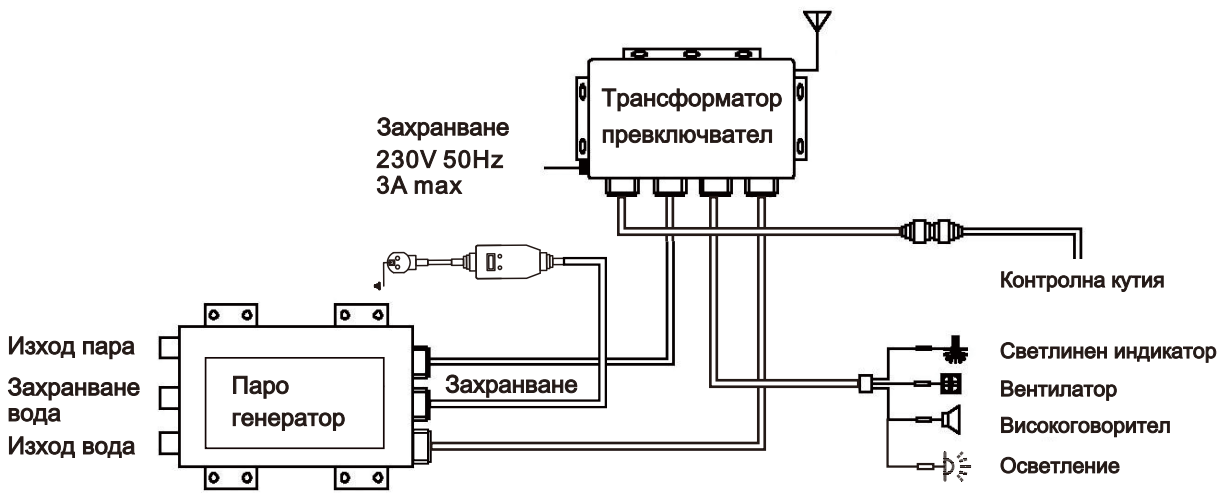 Трансформатор
превключвател
Захранване
230V 50Hz
3A max
Контролна кутия
Изход пара
Захранване
вода
Изход вода
Паро
генератор
Захранване
Светлинен индикатор
Вентилатор
Високоговорител
Осветление